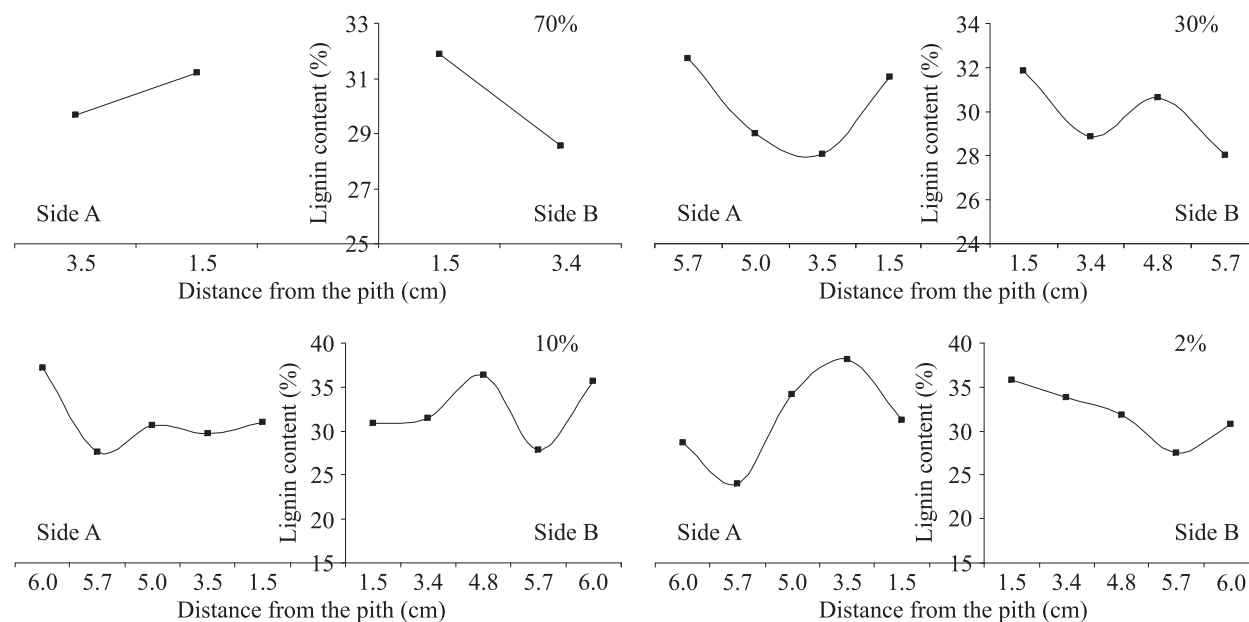 70%
33
31
29
27
25
Lignin content (%)
Side A
Side B
3.5 1.5 1.5 3.4
Distance from the pith (cm)
30%
34
32
30
28
26
24
Lignin content (%)
Side A
Side B
5.7 5.0 3.5 1.5 1.5 3.4 4.8 5.7
Distance from the pith (cm)
10%
40
35
30
25
20
15
Lignin content (%)
Side A
Side B
6.0 5.7 5.0 3.5 1.5 1.5 3.4 4.8 5.7 6.0
Distance from the pith (cm)
2%
40
35
30
25
20
15
Lignin content (%)
Side A
Side B
6.0 5.7 5.0 3.5 1.5 1.5 3.4 4.8 5.7 6.0
Distance from the pith (cm)